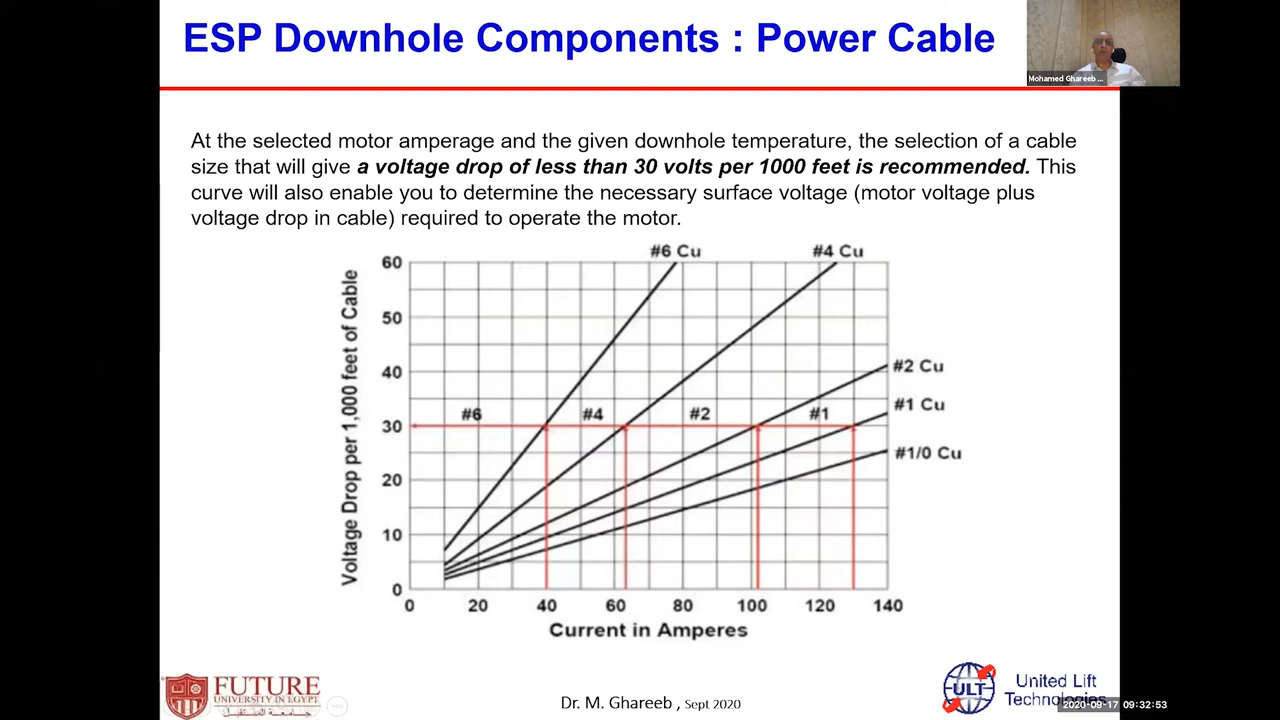 ESP Downhole Components : Power Cable
Mohamed Ghareeb ...
At the selected motor amperage and the given downhole temperature, the selection of a cable
size that will give a voltage drop of less than 30 volts per 1000 feet is recommended. This
curve will also enable you to determine the necessary surface voltage (motor voltage plus
voltage drop in cable) required to operate the motor.
#6 Cu
#4 Cu
#2 Cu
#1 Cu
#1/0 Cu
#6
#4
#2
#1
Voltage Drop per 1,000 feet of Cable
60
50
40
30
20
10
0
0 20 40 60 80 100 120 140
Current in Amperes
FUTURE
UNIVERSITY IN EGYPT
Dr. M. Ghareeb , Sept 2020
ULT
United Lift
Technologies
2020-09-17 09:32:53